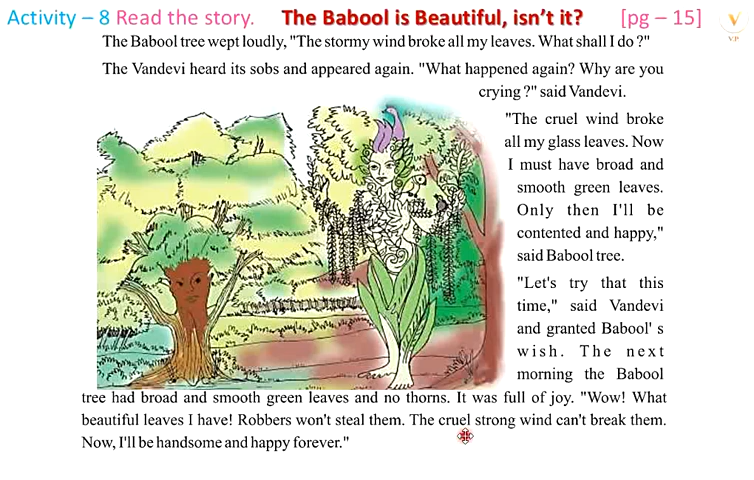 Activity – 8 Read the story. The Babool is Beautiful, isn't it? [pg – 15]
V.P
The Babool tree wept loudly, "The stormy wind broke all my leaves. What shall I do ?"
The Vandevi heard its sobs and appeared again. "What happened again? Why are you
crying ?" said Vandevi.
"The cruel wind broke
all my glass leaves. Now
I must have broad and
smooth green leaves.
Only then I'll be
contented and happy,"
said Babool tree.
"Let's try that this
time," said Vandevi
and granted Babool' s
wish. The next
morning the Babool
tree had broad and smooth green leaves and no thorns. It was full of joy. "Wow! What
beautiful leaves I have! Robbers won't steal them. The cruel strong wind can't break them.
Now, I'll be handsome and happy forever."